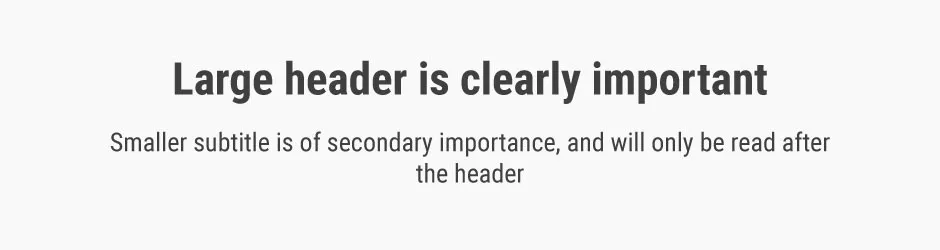 Large header is clearly important
Smaller subtitle is of secondary importance, and will only be read after
the header